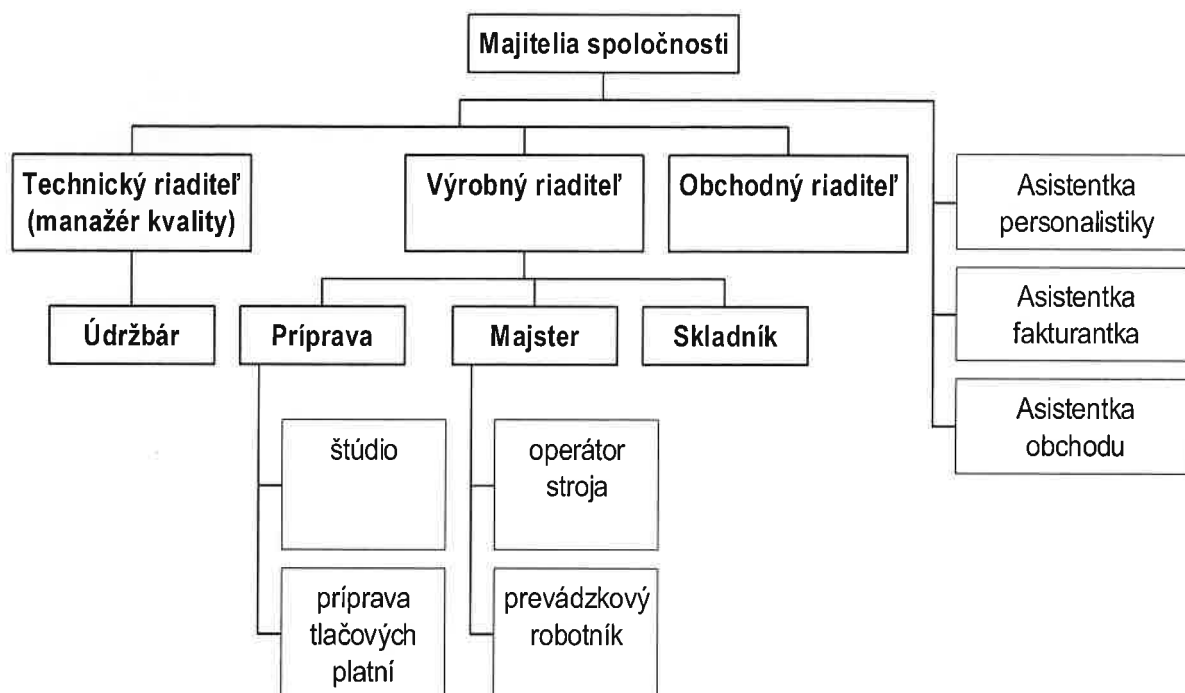 Majitelia spoločnosti
Technický riaditeľ
(manažér kvality)
Výrobný riaditeľ
Obchodný riaditeľ
Asistentka
personalistiky
Údržbár
Príprava
Majster
Skladník
Asistentka
fakturantka
Asistentka
obchodu
štúdio
operátor
stroja
príprava
tlačových
platní
prevádzkový
robotník